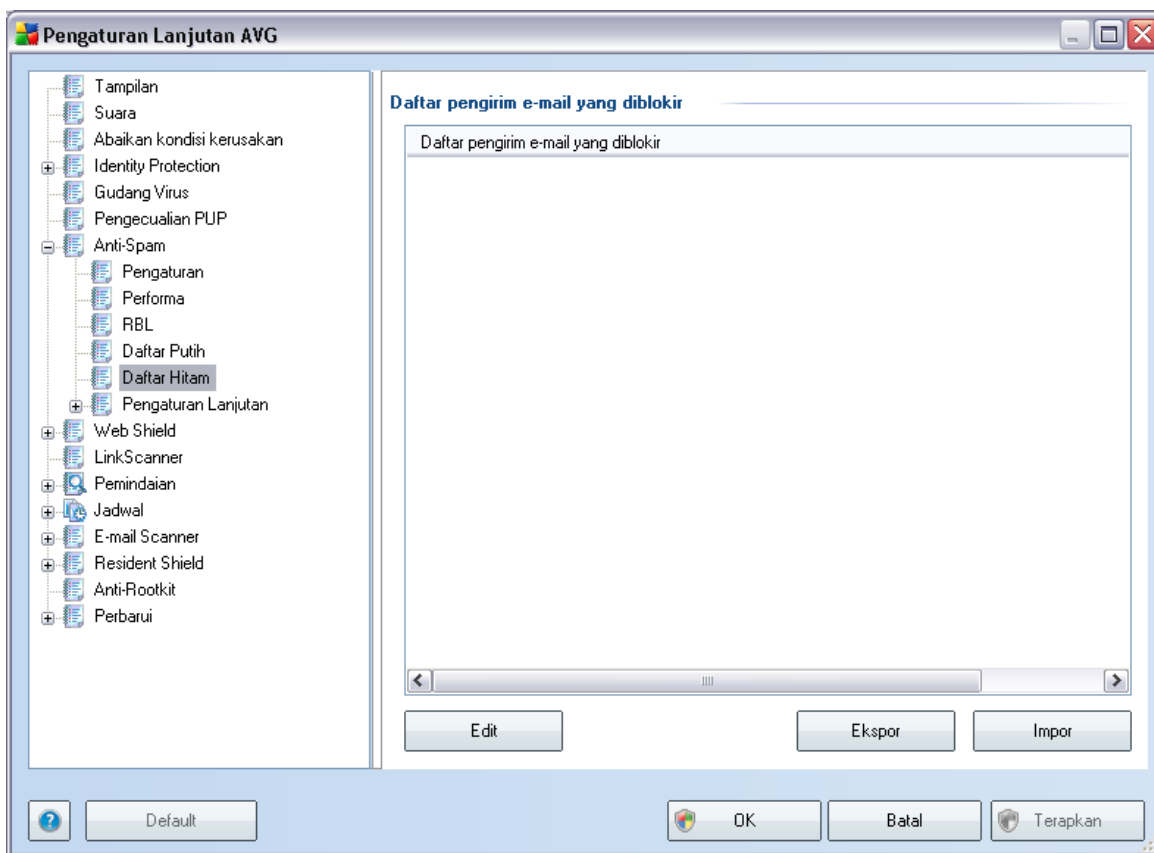 Pengaturan Lanjutan AVG
Tampilan
Suara
Abaikan kondisi kerusakan
Identity Protection
Gudang Virus
Pengecualian PUP
Anti-Spam
Pengaturan
Performa
RBL
Daftar Putih
Daftar Hitam
Pengaturan Lanjutan
Web Shield
LinkScanner
Pemindaian
Jadwal
E-mail Scanner
Resident Shield
Anti-Rootkit
Perbarui
Daftar pengirim e-mail yang diblokir
Daftar pengirim e-mail yang diblokir
Edit
Ekspor
Impor
Default
OK
Batal
Terapkan